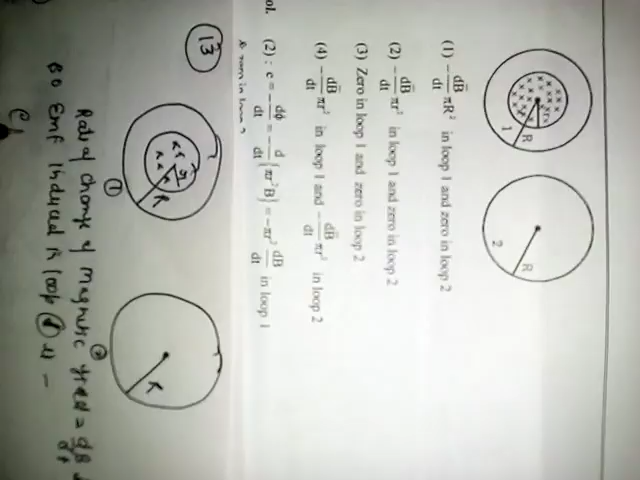 1
R
r
2
R
(1) -dB̄/dt πR² in loop 1 and zero in loop 2
(2) -dB̄/dt πr² in loop 1 and zero in loop 2
(3) Zero in loop 1 and zero in loop 2
(4) -dB̄/dt πr² in loop 1 and -dB̄/dt πr² in loop 2
ol. (2) : e = -dφ/dt = -d/dt {πr²B} = -πr² dB/dt in loop 1
13
R
1
R
2
Rate of change of magnetic = dB/dt
so Emf Induced in loop 1 is -